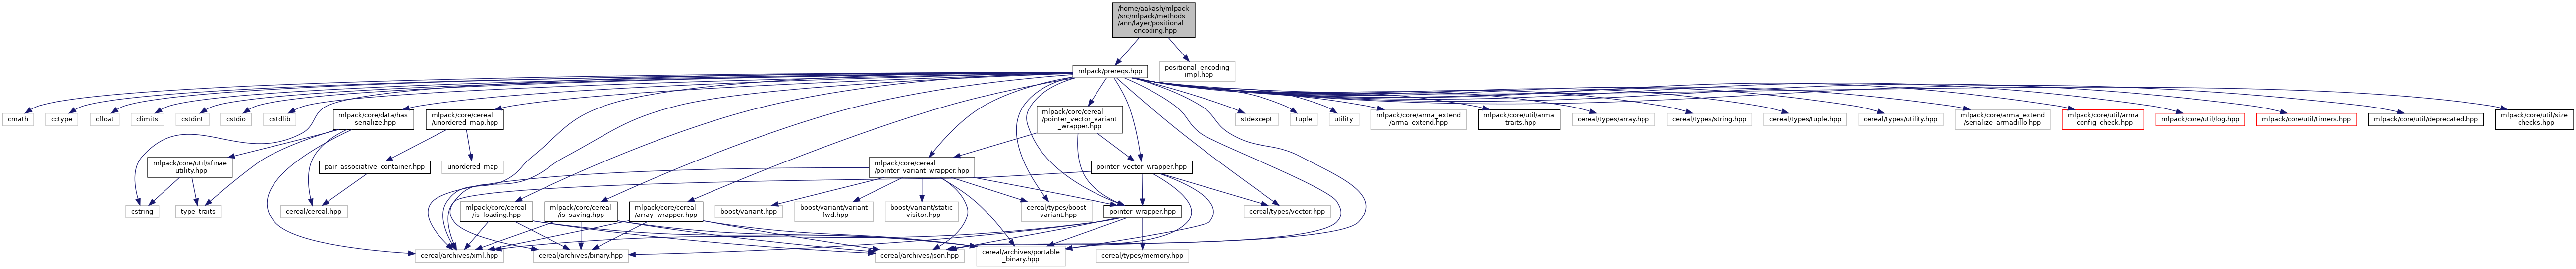 /home/aakash/mlpack
/src/mlpack/methods
/ann/layer/positional
_encoding.hpp
mlpack/prereqs.hpp
positional_encoding
_impl.hpp
cmath
cctype
cfloat
climits
cstdint
cstdio
cstdlib
mlpack/core/data/has
_serialize.hpp
mlpack/core/cereal
/unordered_map.hpp
mlpack/core/cereal
/pointer_vector_variant
_wrapper.hpp
stdexcept
tuple
utility
mlpack/core/arma_extend
/arma_extend.hpp
mlpack/core/util/arma
_traits.hpp
cereal/types/array.hpp
cereal/types/string.hpp
cereal/types/tuple.hpp
cereal/types/utility.hpp
mlpack/core/arma_extend
/serialize_armadillo.hpp
mlpack/core/util/arma
_config_check.hpp
mlpack/core/util/log.hpp
mlpack/core/util/timers.hpp
mlpack/core/util/deprecated.hpp
mlpack/core/util/size
_checks.hpp
mlpack/core/util/sfinae
_utility.hpp
pair_associative_container.hpp
unordered_map
mlpack/core/cereal
/pointer_variant_wrapper.hpp
pointer_vector_wrapper.hpp
cstring
type_traits
cereal/cereal.hpp
mlpack/core/cereal
/is_loading.hpp
mlpack/core/cereal
/is_saving.hpp
mlpack/core/cereal
/array_wrapper.hpp
boost/variant.hpp
boost/variant/variant
_fwd.hpp
boost/variant/static
_visitor.hpp
cereal/types/boost
_variant.hpp
pointer_wrapper.hpp
cereal/types/vector.hpp
cereal/archives/xml.hpp
cereal/archives/binary.hpp
cereal/archives/json.hpp
cereal/archives/portable
_binary.hpp
cereal/types/memory.hpp